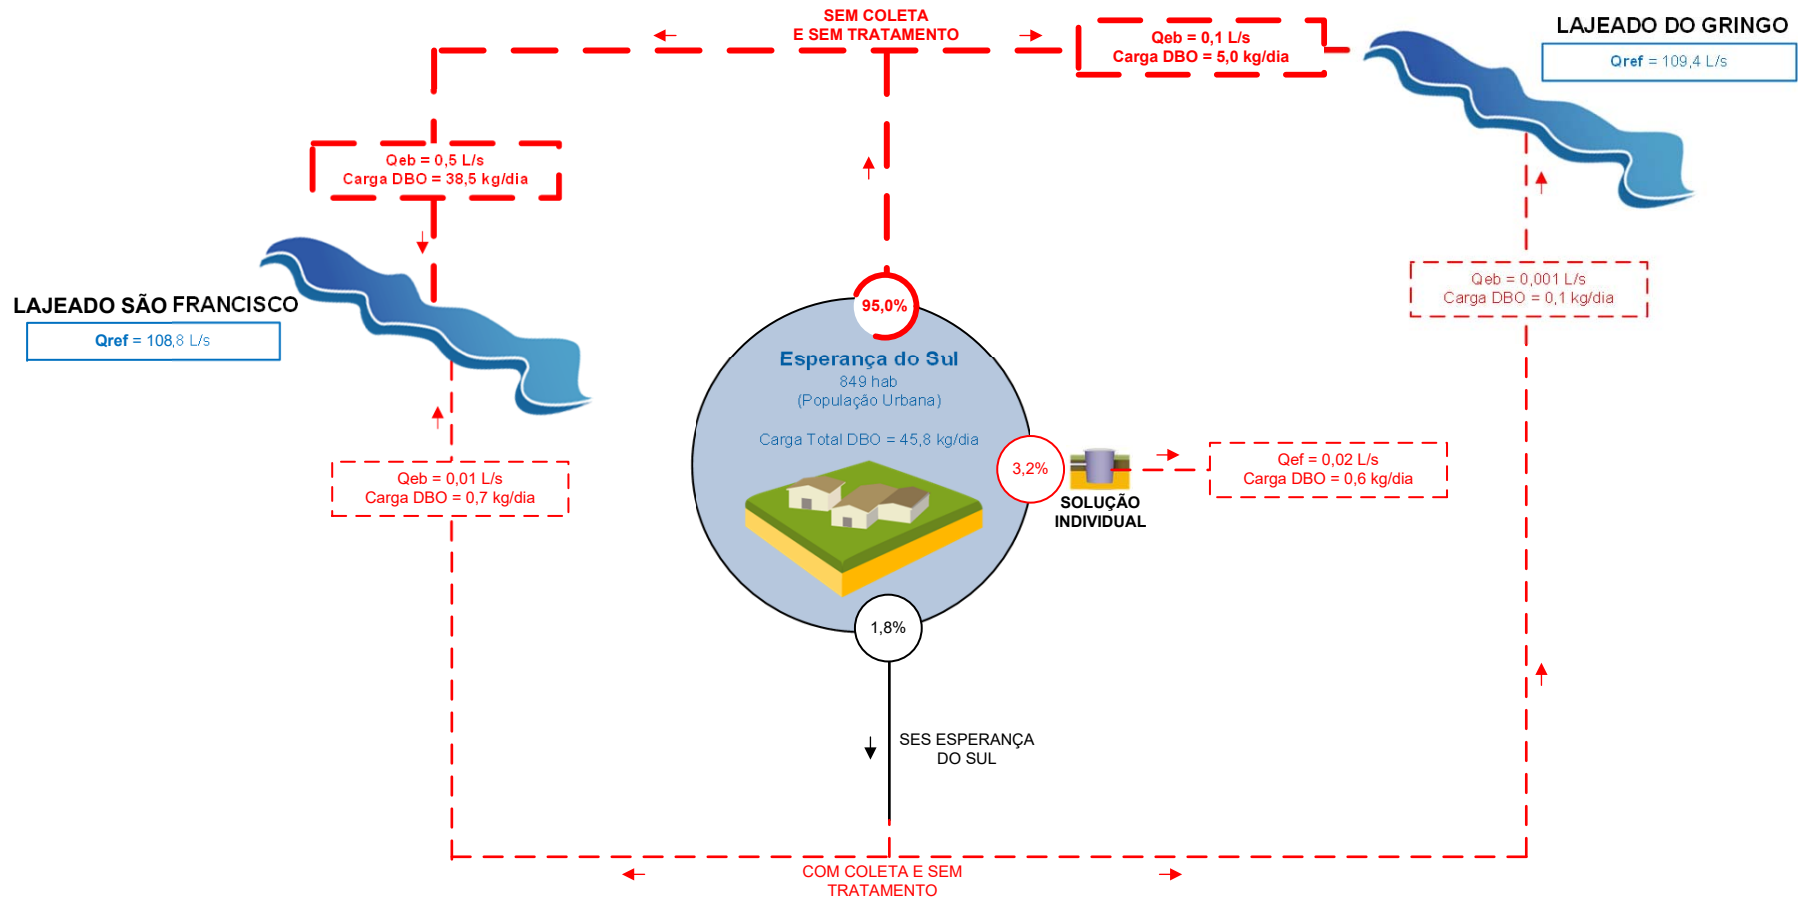 SEM COLETA
E SEM TRATAMENTO
Qeb = 0,1 L/s
Carga DBO = 5,0 kg/dia
LAJEADO DO GRINGO
Qref = 109,4 L/s
Qeb = 0,5 L/s
Carga DBO = 38,5 kg/dia
LAJEADO SÃO FRANCISCO
Qref = 108,8 L/s
95,0%
Esperança do Sul
849 hab
(População Urbana)
Carga Total DBO = 45,8 kg/dia
Qeb = 0,001 L/s
Carga DBO = 0,1 kg/dia
3,2%
SOLUÇÃO
INDIVIDUAL
Qef = 0,02 L/s
Carga DBO = 0,6 kg/dia
Qeb = 0,01 L/s
Carga DBO = 0,7 kg/dia
1,8%
SES ESPERANÇA
DO SUL
COM COLETA E SEM
TRATAMENTO